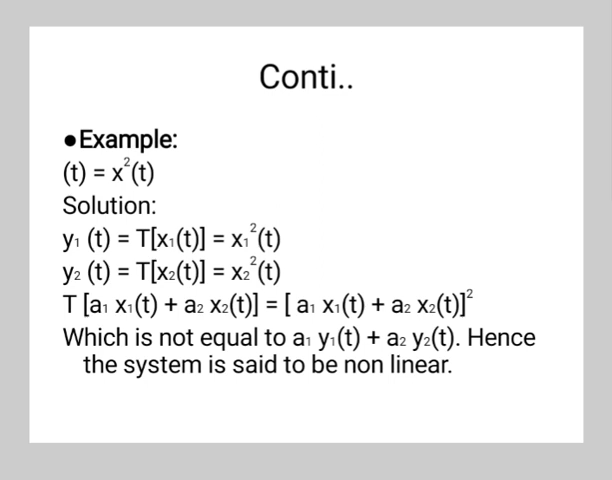 Conti..
●Example:
(t) = x²(t)
Solution:
y₁ (t) = T[x₁(t)] = x₁²(t)
y₂ (t) = T[x₂(t)] = x₂²(t)
T [a₁ x₁(t) + a₂ x₂(t)] = [ a₁ x₁(t) + a₂ x₂(t)]²
Which is not equal to a₁ y₁(t) + a₂ y₂(t). Hence
the system is said to be non linear.